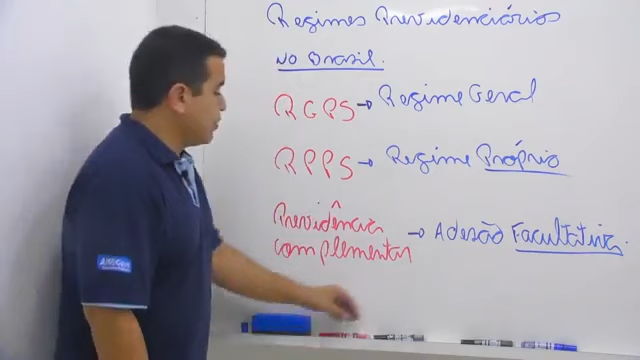 Regimes Previdenciários
no Brasil.
RGPS → Regime Geral
RPPS → Regime Próprio
Previdência
complementar → Adesão Facultativa.